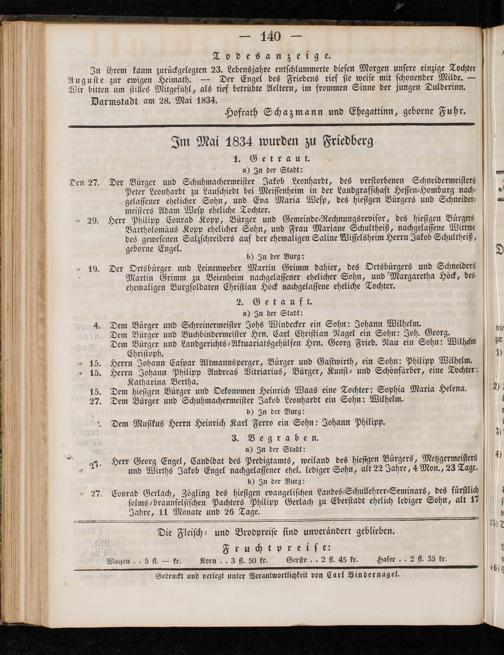 — 140 —
Todesanzeige.
In ihrem kaum zurückgelegten 23. Lebensjahre entschlummerte diesen Morgen unsere einzige Tochter
Auguste zur ewigen Heimath. — Der Engel des Friedens rief sie weise mit schonender Milde. —
Wir bitten um stilles Mitgefühl, als tief betrübte Aeltern, im frommen Sinne der jungen Dulderinn.
Darmstadt am 28. Mai 1834.
Hofrath Schazmann und Ehegattinn, geborne Fuhr.
Im Mai 1834 wurden zu Friedberg
1. Getraut.
a) In der Stadt:
Den 27. Der Bürger und Schuhmachermeister Jakob Leonhardt, des verstorbenen Schneidermeisters
Peter Leonhardt zu Lauschiedt bei Meissenheim in der Landgrafschaft Hessen-Homburg nach-
gelassener ehelicher Sohn, und Eva Maria Wesp, des hiesigen Bürgers und Schneider-
meisters Adam Wesp eheliche Tochter.
„ 29. Herr Philipp Conrad Kopp, Bürger und Gemeinde-Rechnungsrevisor, des hiesigen Bürgers
Bartholomäus Kopp ehelicher Sohn, und Frau Mariane Schultheiß, nachgelassene Wittwe
des gewesenen Salzschreibers auf der ehemaligen Saline Wisselsheim Herrn Jakob Schultheiß,
geborne Engel.
b) In der Burg:
„ 19. Der Ortsbürger und Leinenweber Martin Grimm dahier, des Ortsbürgers und Schneiders
Martin Grimm zu Beienheim nachgelassener ehelicher Sohn, und Margaretha Hock, des
ehemaligen Burgsoldaten Christian Hock nachgelassene eheliche Tochter.
2. Getauft.
a) In der Stadt:
4. Dem Bürger und Schreinermeister Johs Windecker ein Sohn: Johann Wilhelm.
Dem Bürger und Buchbindermeister Hrn. Carl Christian Nagel ein Sohn: Joh. Georg.
Dem Bürger und Landgerichts-Aktuariatsgehülfen Hrn. Georg Fried. Nau ein Sohn: Wilhelm
Christoph.
„ 15. Herrn Johann Caspar Altmannsperger, Bürger und Gastwirth, ein Sohn: Philipp Wilhelm.
„ 15. Herrn Johann Philipp Andreas Vitriarius, Bürger, Kunst- und Schönfärber, eine Tochter:
Katharina Bertha.
15. Dem hiesigen Bürger und Oekonomen Heinrich Waas eine Tochter: Sophia Maria Helena.
27. Dem Bürger und Schuhmachermeister Jakob Leonhardt ein Sohn: Wilhelm.
b) In der Burg:
Dem Musikus Herrn Heinrich Karl Ferro ein Sohn: Johann Philipp.
3. Begraben.
a) In der Stadt:
„ 27. Herr Georg Engel, Candidat des Predigtamts, weiland des hiesigen Bürgers, Metzgermeisters
und Wirths Jakob Engel nachgelassener ehel. lediger Sohn, alt 22 Jahre, 4 Mon., 23 Tage.
b) In der Burg:
„ 27. Conrad Gerlach, Zögling des hiesigen evangelischen Landes-Schullehrer-Seminars, des fürstlich
solms-braunfelsischen Pachters Philipp Gerlach zu Eberstadt ehelich lediger Sohn, alt 17
Jahre, 11 Monate und 26 Tage.
Die Fleisch- und Brodpreise sind unverändert geblieben.
Fruchtpreise:
Waizen . . 5 fl. — kr. Korn . . 3 fl. 50 kr. Gerste . . 2 fl. 45 kr. Hafer . . 2 fl. 35 kr.
Gedruckt und verlegt unter Verantwortlichkeit von Carl Bindernagel.